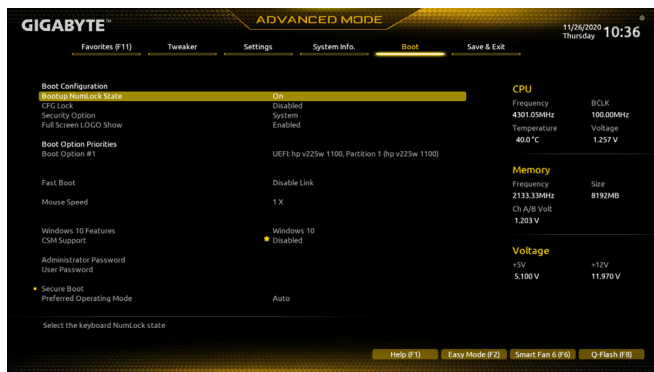 GIGABYTE™
ADVANCED MODE
11/26/2020 Thursday 10:36
Favorites (F11) Tweaker Settings System Info. Boot Save & Exit
Boot Configuration
Bootup NumLock State On
CFG Lock Disabled
Security Option System
Full Screen LOGO Show Enabled
Boot Option Priorities
Boot Option #1 UEFI: hp v225w 1100, Partition 1 (hp v225w 1100)
Fast Boot Disable Link
Mouse Speed 1 X
Windows 10 Features Windows 10
CSM Support Disabled
Administrator Password
User Password
Secure Boot
Preferred Operating Mode Auto
Select the keyboard NumLock state
CPU
Frequency BCLK
4301.05MHz 100.00MHz
Temperature Voltage
40.0 °C 1.257 V
Memory
Frequency Size
2133.33MHz 8192MB
Ch A/B Volt
1.203 V
Voltage
+5V +12V
5.100 V 11.970 V
Help (F1) Easy Mode (F2) Smart Fan 6 (F6) Q-Flash (F8)